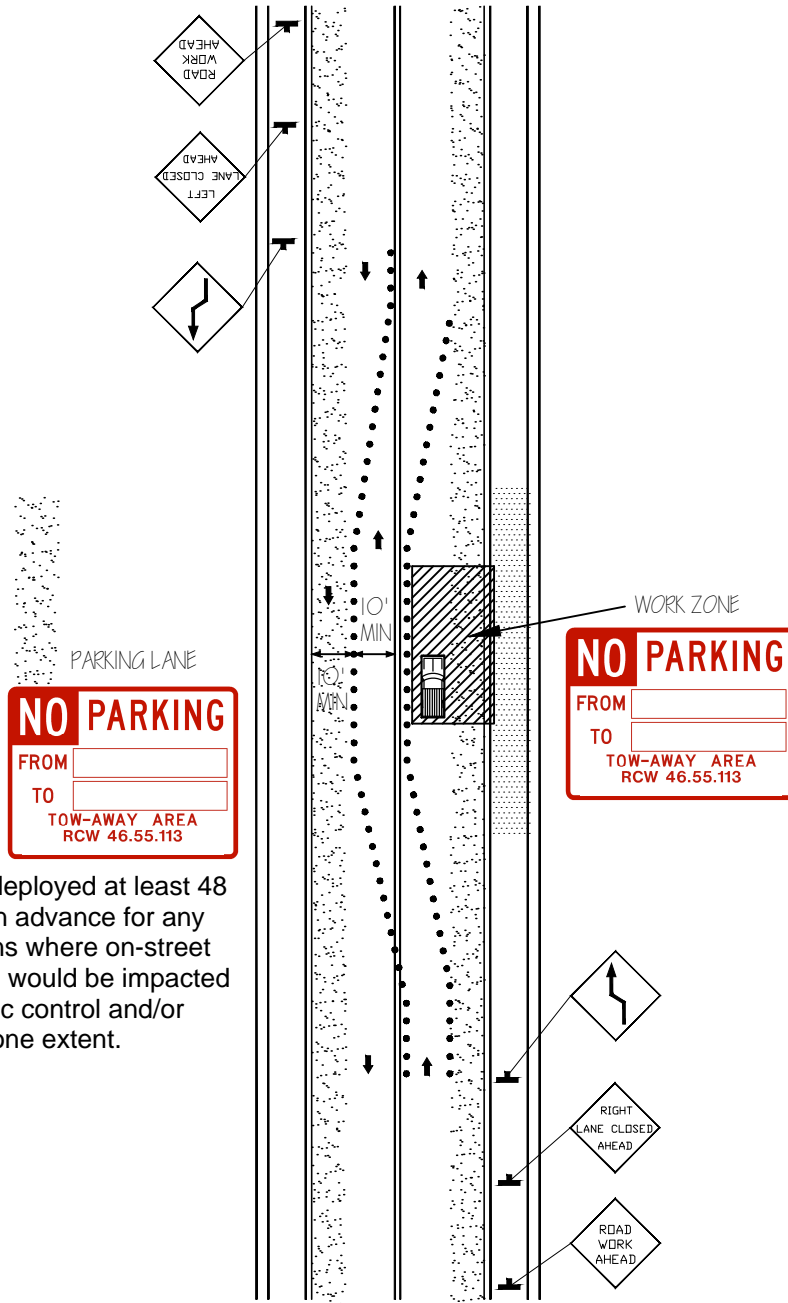 ROAD
WORK
AHEAD
LEFT
LANE CLOSED
AHEAD
10'
MIN
10'
MIN
WORK ZONE
PARKING LANE
NO PARKING
FROM
TO
TOW-AWAY AREA
RCW 46.55.113
NO PARKING
FROM
TO
TOW-AWAY AREA
RCW 46.55.113
deployed at least 48
n advance for any
ns where on-street
would be impacted
c control and/or
one extent.
RIGHT
LANE CLOSED
AHEAD
ROAD
WORK
AHEAD